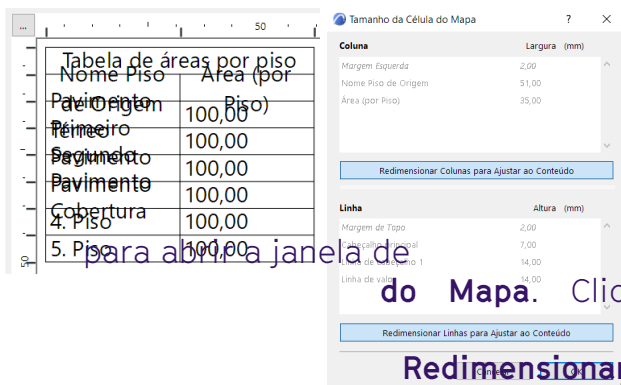 ...
50
Tabela de áreas por piso
Nome Piso de Origem
Área (por Piso)
Pavimento Térreo
100,00
Primeiro Pavimento
100,00
Segundo Pavimento
100,00
Cobertura
100,00
4. Piso
100,00
5. Piso
100,00
50
Tamanho da Célula do Mapa
?
Coluna Largura (mm)
Margem Esquerda 2,00
Nome Piso de Origem 51,00
Área (por Piso) 35,00
Redimensionar Colunas para Ajustar ao Conteúdo
Linha Altura (mm)
Margem de Topo 2,00
Cabeçalho principal 7,00
Linha de cabeçalho 1 14,00
Linha de valor 14,00
Redimensionar Linhas para Ajustar ao Conteúdo
Cancelar OK
para abrir a janela de
do Mapa. Clic
Redimensionar